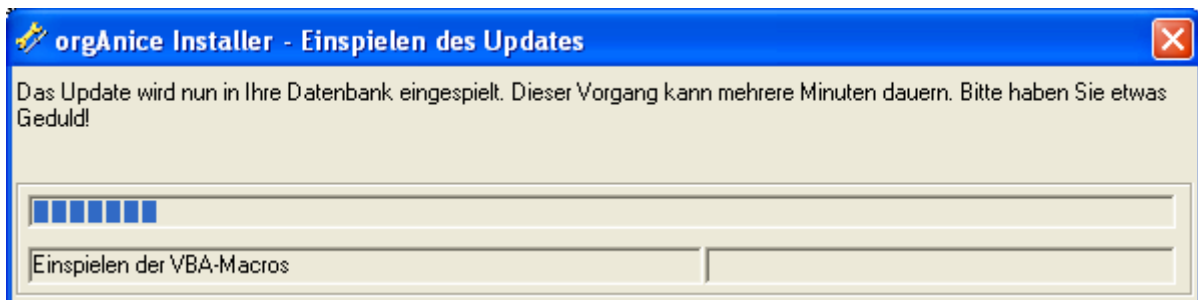 orgAnice Installer - Einspielen des Updates
Das Update wird nun in Ihre Datenbank eingespielt. Dieser Vorgang kann mehrere Minuten dauern. Bitte haben Sie etwas
Geduld!
Einspielen der VBA-Macros